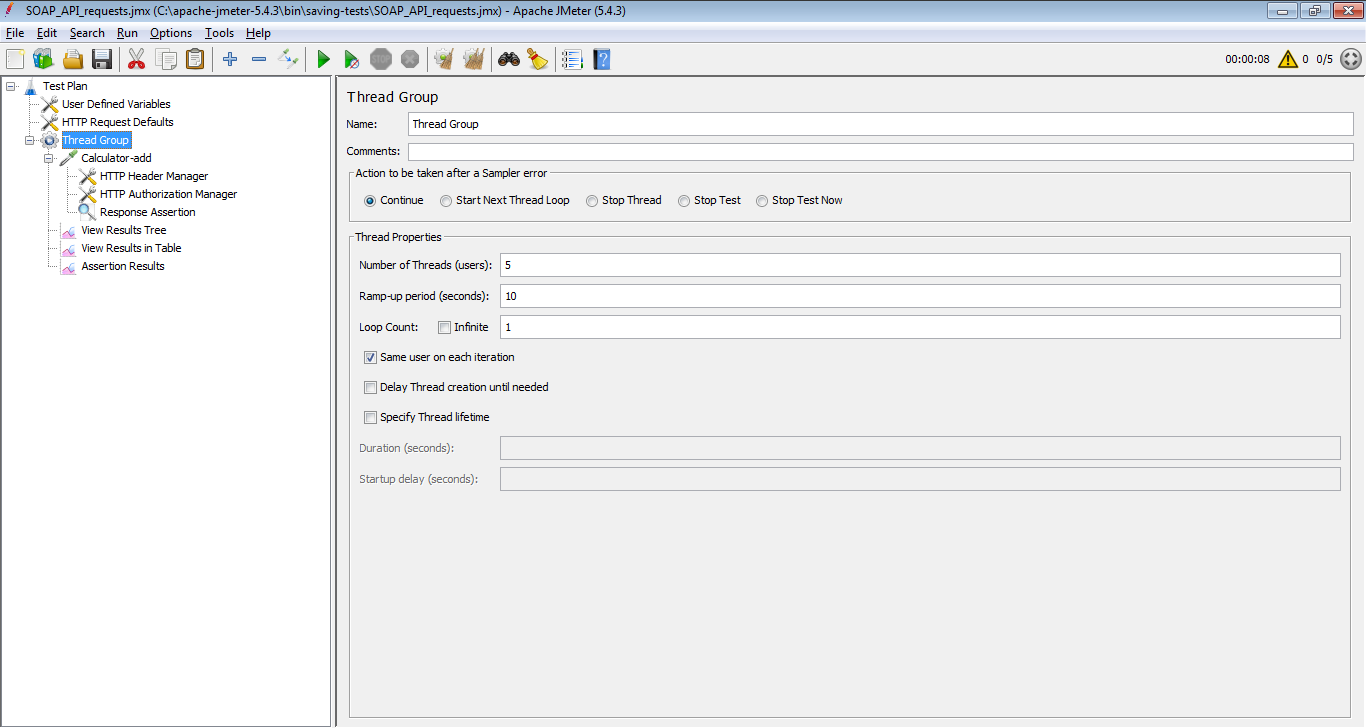 SOAP_API_requests.jmx (C:\apache-jmeter-5.4.3\bin\saving-tests\SOAP_API_requests.jmx) - Apache JMeter (5.4.3)
File Edit Search Run Options Tools Help
STOP
00:00:08 0 0/5
Test Plan
User Defined Variables
HTTP Request Defaults
Thread Group
Calculator-add
HTTP Header Manager
HTTP Authorization Manager
Response Assertion
View Results Tree
View Results in Table
Assertion Results
Thread Group
Name: Thread Group
Comments:
Action to be taken after a Sampler error
Continue Start Next Thread Loop Stop Thread Stop Test Stop Test Now
Thread Properties
Number of Threads (users): 5
Ramp-up period (seconds): 10
Loop Count: Infinite 1
Same user on each iteration
Delay Thread creation until needed
Specify Thread lifetime
Duration (seconds):
Startup delay (seconds):